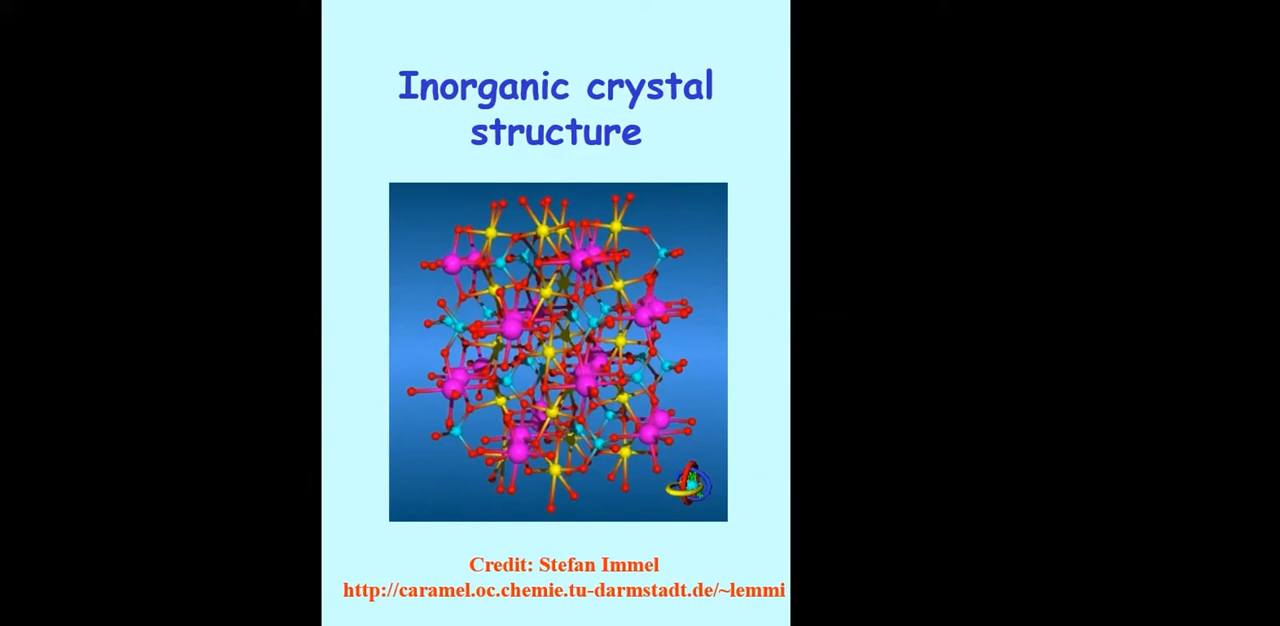 Inorganic crystal
structure
Credit: Stefan Immel
http://caramel.oc.chemie.tu-darmstadt.de/~lemmi